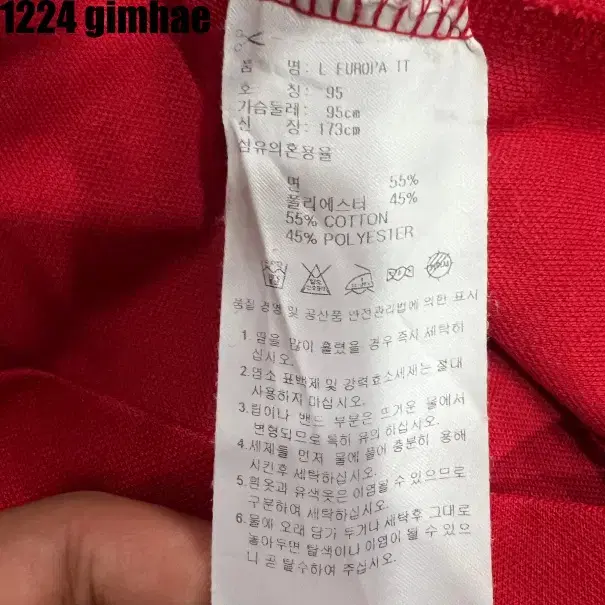 1224 gimhae
품 명: L EUROPA IT
호 칭: 95
가슴둘레: 95cm
신 장: 173cm
섬유의혼용율
면 55%
폴리에스터 45%
55% COTTON
45% POLYESTER
품질 경영 및 공산품 안전관리법에 의한 표시
1. 땀을 많이 흘렸을 경우 즉시 세탁하
십시오.
2.염소 표백제 및 강력효소세제는 절대
사용하지 마십시오.
3.립이나 밴드 부분은 뜨거운 물에서
변형되므로 특히 유의 하십시오.
4.세제를 먼저 물에 풀어 충분히 용해
시킨후 세탁하십시오.
5.흰옷과 유색옷은 이염될 수 있으므로
구분하여 세탁하십시오.
6.물에 오래 담가 두거나 세탁후 그대로
놓아두면 탈색이나 이염이 될 수 있으
니 곧 탈수하여 주십시오.